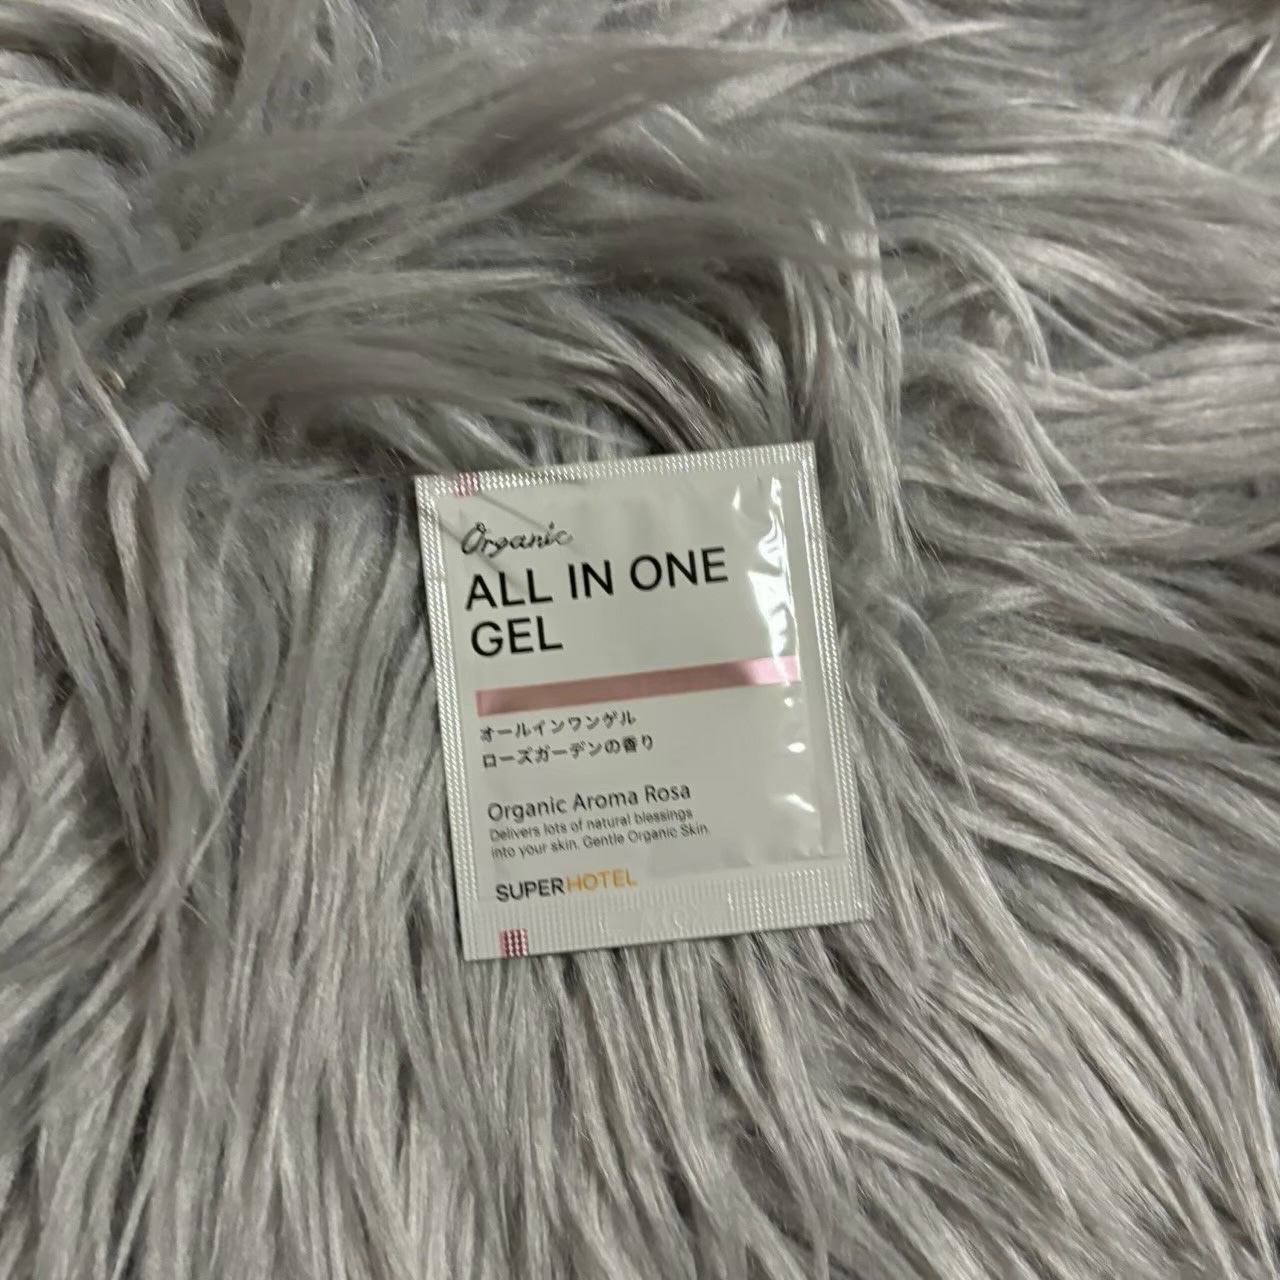 Organic
ALL IN ONE
GEL
オールインワンゲル
ローズガーデンの香り
Organic Aroma Rosa
Delivers lots of natural blessings
into your skin. Gentle Organic Skin.
SUPERHOTEL